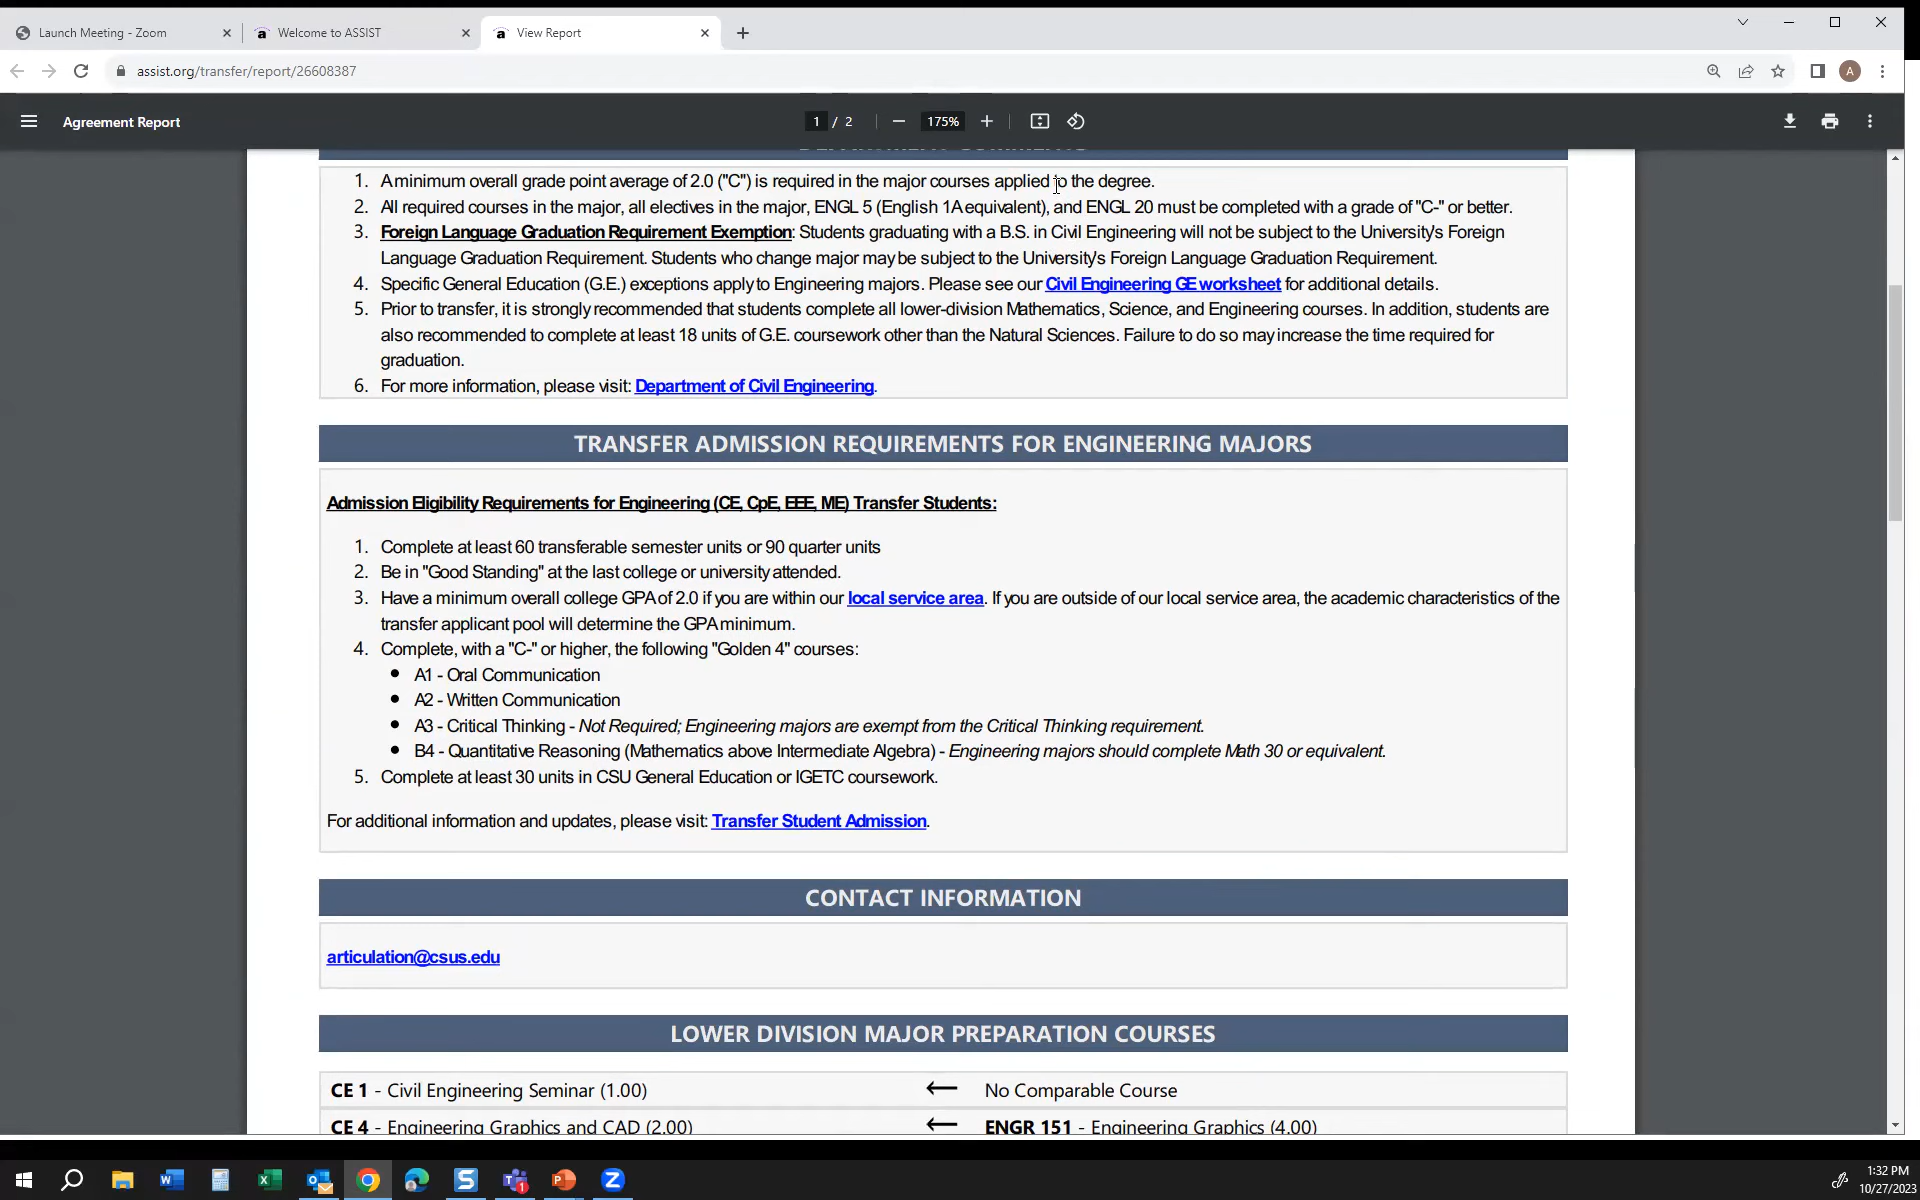 Launch Meeting - Zoom
Welcome to ASSIST
View Report
assist.org/transfer/report/26608387
A
Agreement Report
1 / 2
175%
DEPARTMENT COMMENTS
1. A minimum overall grade point average of 2.0 ("C") is required in the major courses applied to the degree.
2. All required courses in the major, all electives in the major, ENGL 5 (English 1A equivalent), and ENGL 20 must be completed with a grade of "C-" or better.
3. Foreign Language Graduation Requirement Exemption: Students graduating with a B.S. in Civil Engineering will not be subject to the University's Foreign
Language Graduation Requirement. Students who change major may be subject to the University's Foreign Language Graduation Requirement.
4. Specific General Education (G.E.) exceptions apply to Engineering majors. Please see our Civil Engineering GE worksheet for additional details.
5. Prior to transfer, it is strongly recommended that students complete all lower-division Mathematics, Science, and Engineering courses. In addition, students are
also recommended to complete at least 18 units of G.E. coursework other than the Natural Sciences. Failure to do so may increase the time required for
graduation.
6. For more information, please visit: Department of Civil Engineering.
TRANSFER ADMISSION REQUIREMENTS FOR ENGINEERING MAJORS
Admission Eligibility Requirements for Engineering (CE, CpE, EEE, ME) Transfer Students:
1. Complete at least 60 transferable semester units or 90 quarter units
2. Be in "Good Standing" at the last college or university attended.
3. Have a minimum overall college GPA of 2.0 if you are within our local service area. If you are outside of our local service area, the academic characteristics of the
transfer applicant pool will determine the GPA minimum.
4. Complete, with a "C-" or higher, the following "Golden 4" courses:
• A1 - Oral Communication
• A2 - Written Communication
• A3 - Critical Thinking - Not Required; Engineering majors are exempt from the Critical Thinking requirement.
• B4 - Quantitative Reasoning (Mathematics above Intermediate Algebra) - Engineering majors should complete Math 30 or equivalent.
5. Complete at least 30 units in CSU General Education or IGETC coursework.
For additional information and updates, please visit: Transfer Student Admission.
CONTACT INFORMATION
articulation@csus.edu
LOWER DIVISION MAJOR PREPARATION COURSES
CE 1 - Civil Engineering Seminar (1.00) ← No Comparable Course
CE 4 - Engineering Graphics and CAD (2.00) ← ENGR 151 - Engineering Graphics (4.00)
1:32 PM
10/27/2023